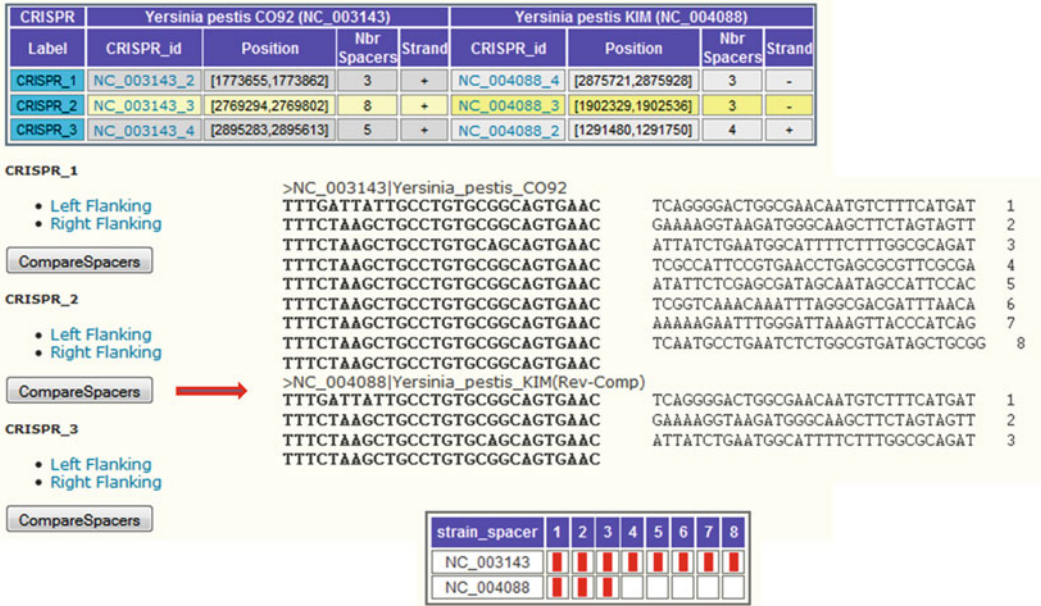 CRISPR Yersinia pestis CO92 (NC_003143) Yersinia pestis KIM (NC_004088)
Label CRISPR_id Position Nbr Spacers Strand CRISPR_id Position Nbr Spacers Strand
CRISPR_1 NC_003143_2 [1773655,1773862] 3 + NC_004088_4 [2875721,2875928] 3 -
CRISPR_2 NC_003143_3 [2769294,2769802] 8 + NC_004088_3 [1902329,1902536] 3 -
CRISPR_3 NC_003143_4 [2895283,2895613] 5 + NC_004088_2 [1291480,1291750] 4 +
CRISPR_1
• Left Flanking
• Right Flanking
CompareSpacers
CRISPR_2
• Left Flanking
• Right Flanking
CompareSpacers
CRISPR_3
• Left Flanking
• Right Flanking
CompareSpacers
>NC_003143|Yersinia_pestis_CO92
TTTGATTATTGCCTGTGCGGCAGTGAAC TCAGGGGACTGGCGAACAATGTCTTTCATGAT 1
TTTCTAAGCTGCCTGTGCGGCAGTGAAC GAAAAGGTAAGATGGGCAAGCTTCTAGTAGTT 2
TTTCTAAGCTGCCTGTGCAGCAGTGAAC ATTATCTGAATGGCATTTTCTTTGGCGCAGAT 3
TTTCTAAGCTGCCTGTGCGGCAGTGAAC TCGCCATTCCGTGAACCTGAGCGCGTTCGCGA 4
TTTCTAAGCTGCCTGTGCGGCAGTGAAC ATATTCTCGAGCGATAGCAATAGCCATTCCAC 5
TTTCTAAGCTGCCTGTGCGGCAGTGAAC TCGGTCAAACAAATTTAGGCGACGATTTAACA 6
TTTCTAAGCTGCCTGTGCGGCAGTGAAC AAAAAGAATTTGGGATTAAAGTTACCCATCAG 7
TTTCTAAGCTGCCTGTGCGGCAGTGAAC TCAATGCCTGAATCTCTGGCGTGATAGCTGCGG 8
TTTCTAAGCTGCCTGTGCGGCAGTGAAC
>NC_004088|Yersinia_pestis_KIM(Rev-Comp)
TTTGATTATTGCCTGTGCGGCAGTGAAC TCAGGGGACTGGCGAACAATGTCTTTCATGAT 1
TTTCTAAGCTGCCTGTGCGGCAGTGAAC GAAAAGGTAAGATGGGCAAGCTTCTAGTAGTT 2
TTTCTAAGCTGCCTGTGCAGCAGTGAAC ATTATCTGAATGGCATTTTCTTTGGCGCAGAT 3
TTTCTAAGCTGCCTGTGCGGCAGTGAAC
strain_spacer 1 2 3 4 5 6 7 8
NC_003143
NC_004088